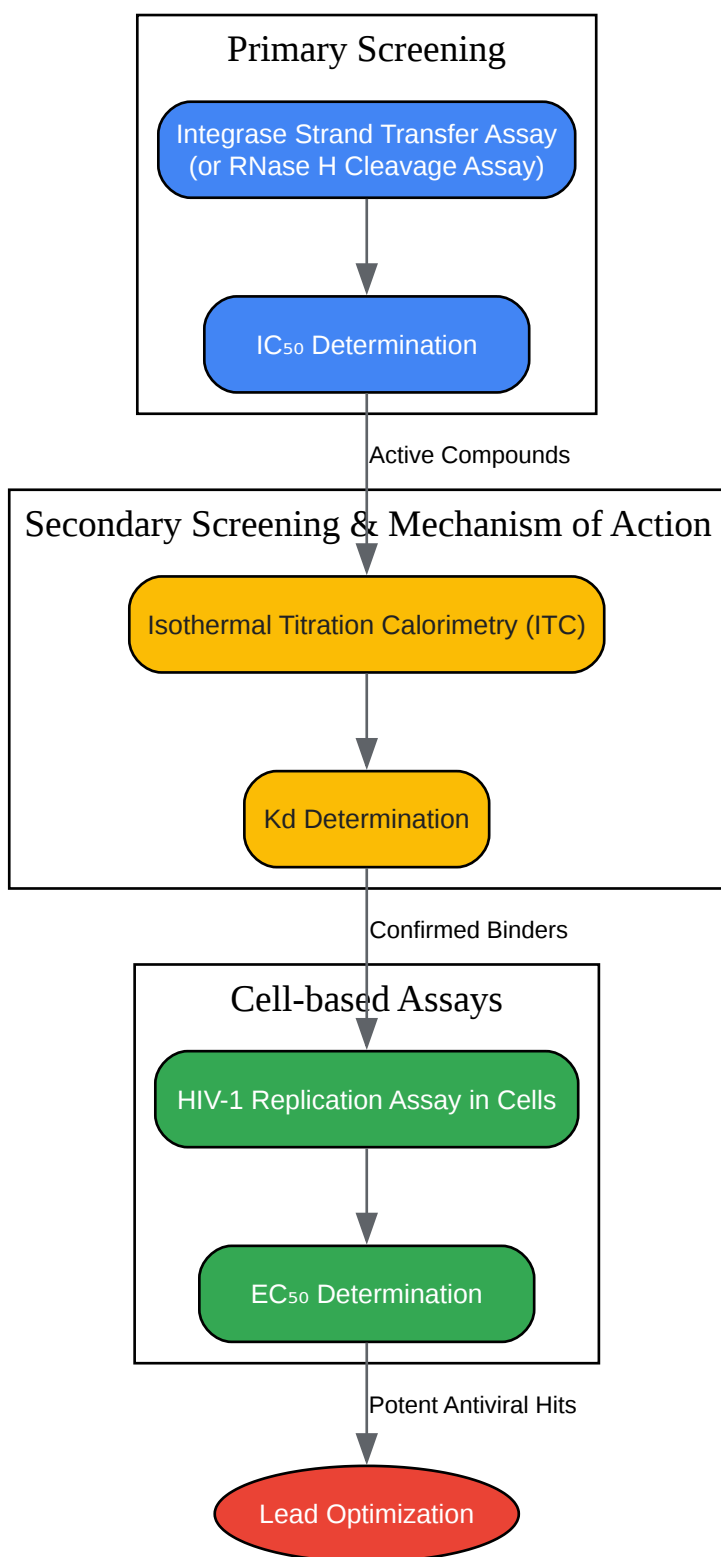 Primary Screening
Integrase Strand Transfer Assay
(or RNase H Cleavage Assay)
IC₅₀ Determination
Active Compounds
Secondary Screening & Mechanism of Action
Isothermal Titration Calorimetry (ITC)
Kd Determination
Confirmed Binders
Cell-based Assays
HIV-1 Replication Assay in Cells
EC₅₀ Determination
Potent Antiviral Hits
Lead Optimization